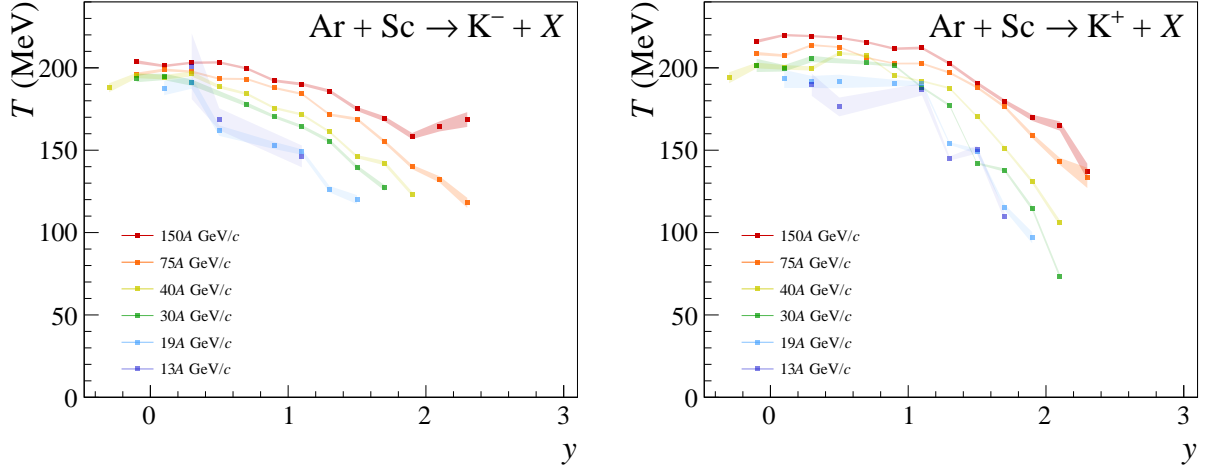 Ar + Sc → K⁻ + X
T (MeV)
200
150
100
50
0
150A GeV/c
75A GeV/c
40A GeV/c
30A GeV/c
19A GeV/c
13A GeV/c
0 1 2 3
y
Ar + Sc → K⁺ + X
T (MeV)
200
150
100
50
0
150A GeV/c
75A GeV/c
40A GeV/c
30A GeV/c
19A GeV/c
13A GeV/c
0 1 2 3
y